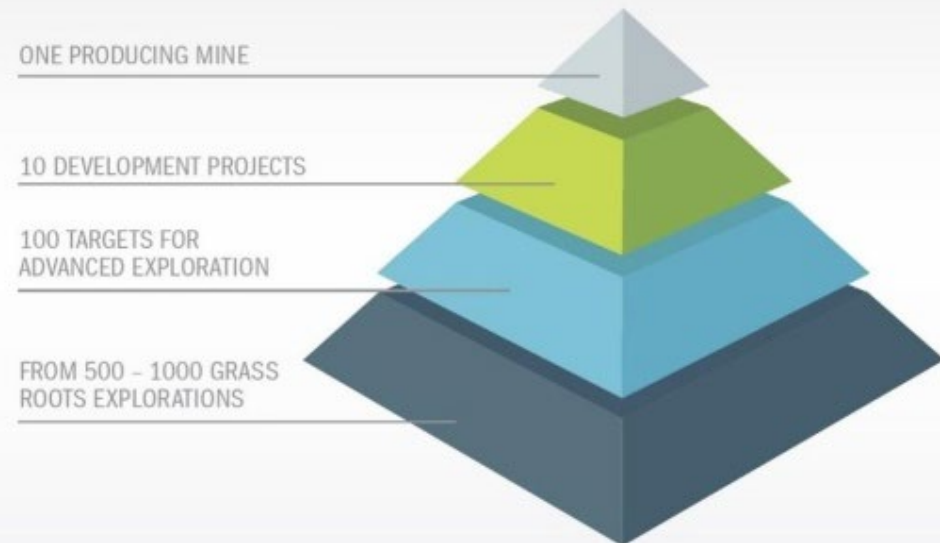 ONE PRODUCING MINE
10 DEVELOPMENT PROJECTS
100 TARGETS FOR
ADVANCED EXPLORATION
FROM 500 – 1000 GRASS
ROOTS EXPLORATIONS